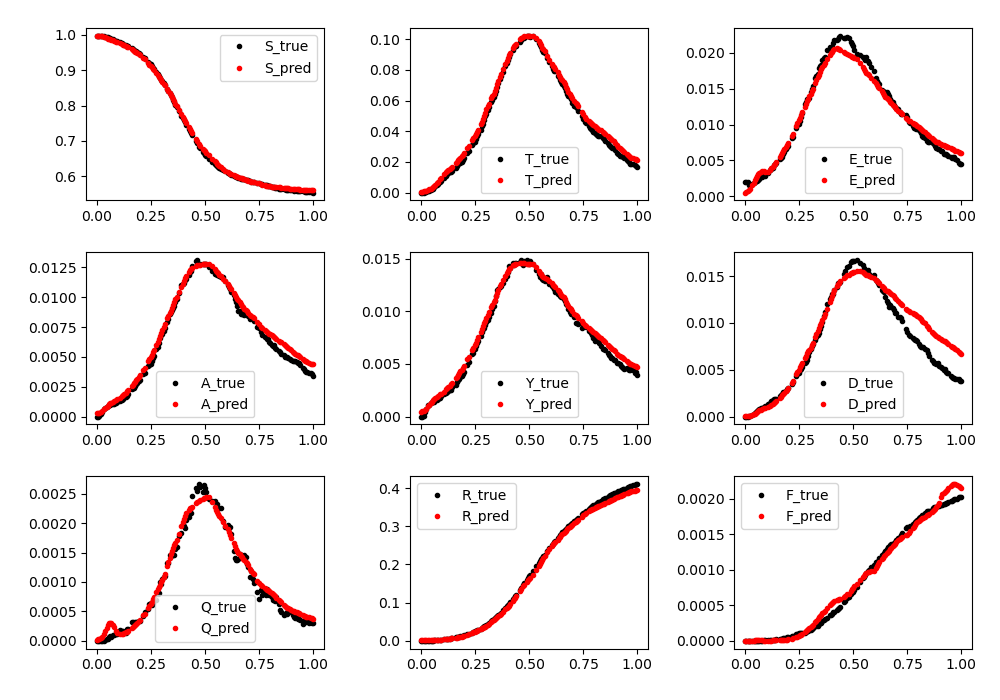 1.0
0.9
0.8
0.7
0.6
0.00 0.25 0.50 0.75 1.00
S_true
S_pred
0.10
0.08
0.06
0.04
0.02
0.00
0.00 0.25 0.50 0.75 1.00
T_true
T_pred
0.020
0.015
0.010
0.005
0.000
0.00 0.25 0.50 0.75 1.00
E_true
E_pred
0.0125
0.0100
0.0075
0.0050
0.0025
0.0000
0.00 0.25 0.50 0.75 1.00
A_true
A_pred
0.015
0.010
0.005
0.000
0.00 0.25 0.50 0.75 1.00
Y_true
Y_pred
0.015
0.010
0.005
0.000
0.00 0.25 0.50 0.75 1.00
D_true
D_pred
0.0025
0.0020
0.0015
0.0010
0.0005
0.0000
0.00 0.25 0.50 0.75 1.00
Q_true
Q_pred
0.4
0.3
0.2
0.1
0.0
0.00 0.25 0.50 0.75 1.00
R_true
R_pred
0.0020
0.0015
0.0010
0.0005
0.0000
0.00 0.25 0.50 0.75 1.00
F_true
F_pred